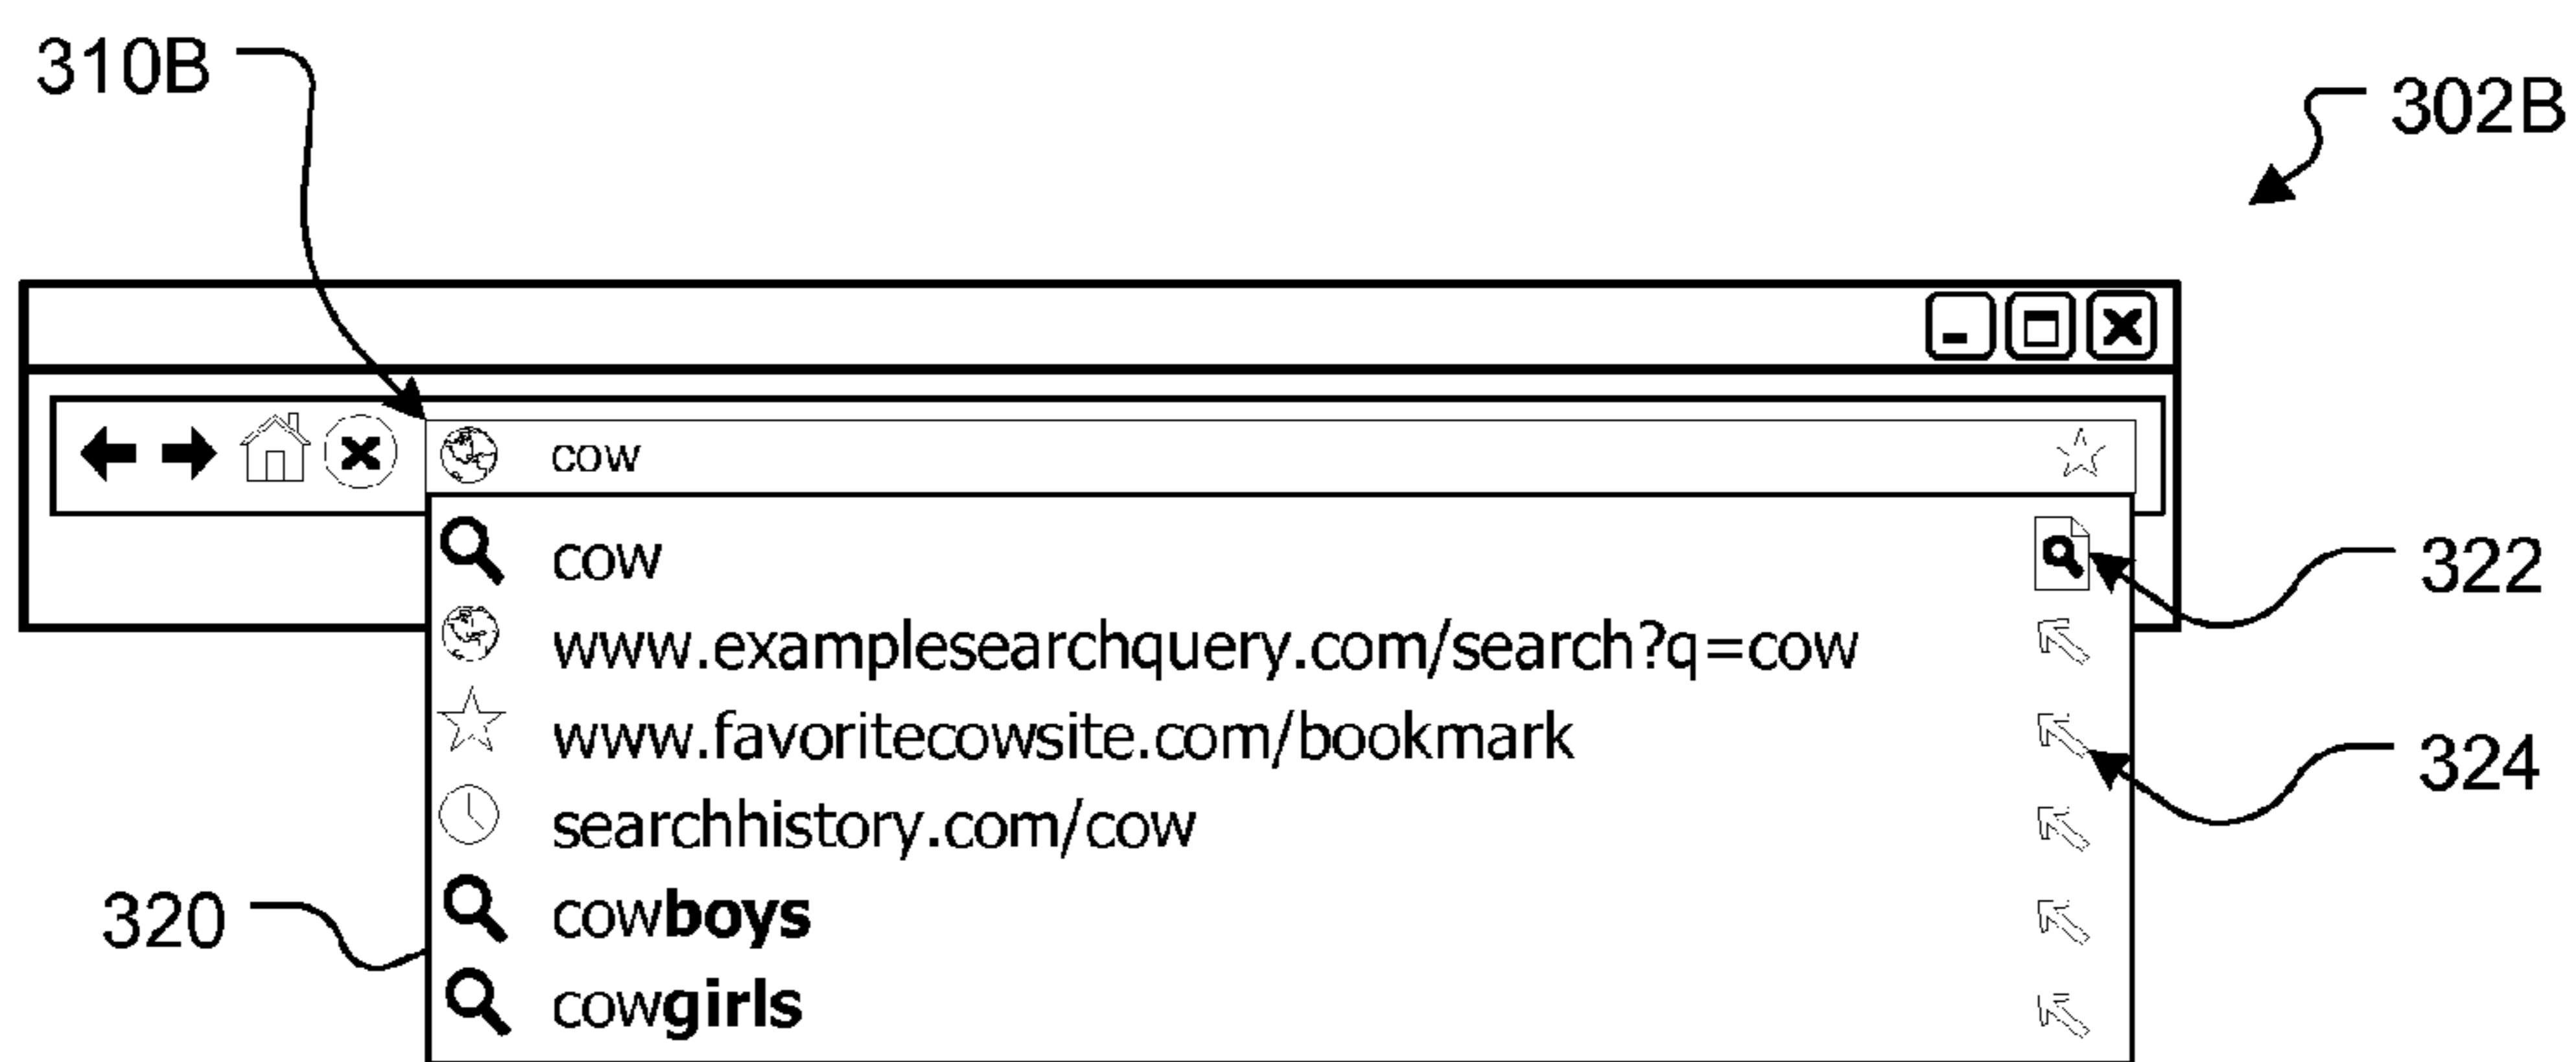 310B
302B
cow
cow
322
www.examplesearchquery.com/search?q=cow
www.favoritecowsite.com/bookmark
324
searchhistory.com/cow
320
cowboys
cowgirls